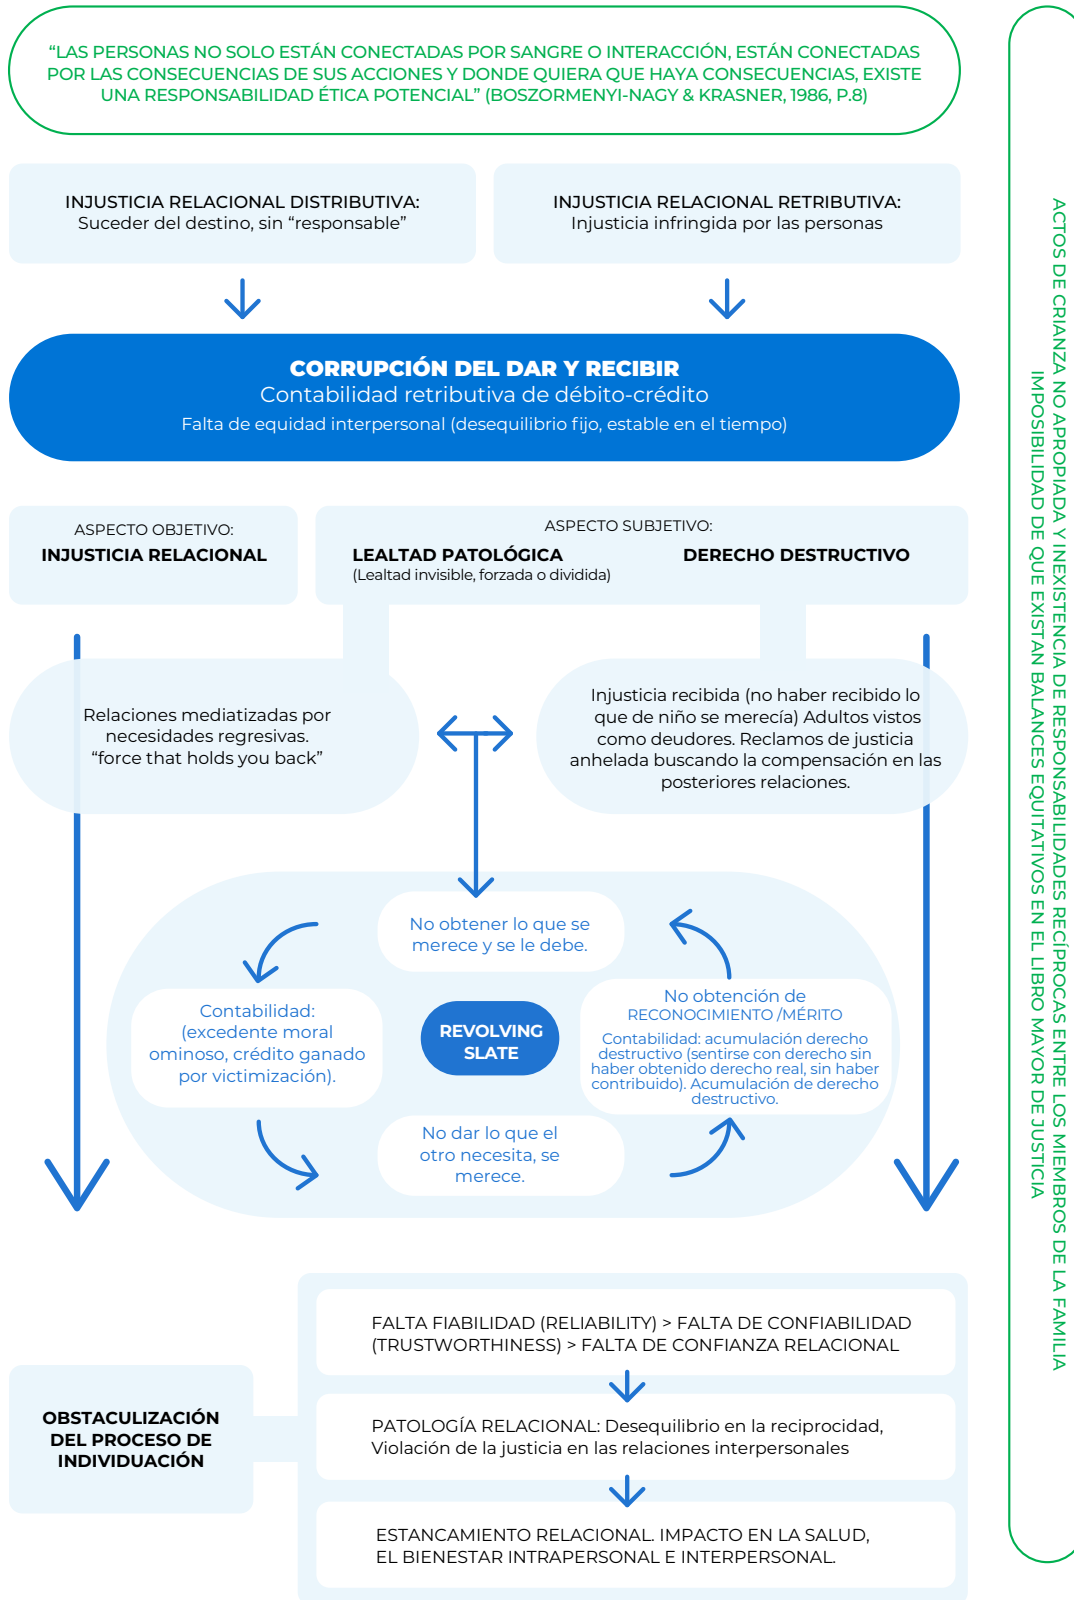 “LAS PERSONAS NO SOLO ESTÁN CONECTADAS POR SANGRE O INTERACCIÓN, ESTÁN CONECTADAS
POR LAS CONSECUENCIAS DE SUS ACCIONES Y DONDE QUIERA QUE HAYA CONSECUENCIAS, EXISTE
UNA RESPONSABILIDAD ÉTICA POTENCIAL” (BOSZORMENYI-NAGY & KRASNER, 1986, P.8)
INJUSTICIA RELACIONAL DISTRIBUTIVA:
Suceder del destino, sin “responsable”
INJUSTICIA RELACIONAL RETRIBUTIVA:
Injusticia infringida por las personas
CORRUPCIÓN DEL DAR Y RECIBIR
Contabilidad retributiva de débito-crédito
Falta de equidad interpersonal (desequilibrio fijo, estable en el tiempo)
ASPECTO OBJETIVO:
INJUSTICIA RELACIONAL
ASPECTO SUBJETIVO:
LEALTAD PATOLÓGICA
(Lealtad invisible, forzada o dividida)
DERECHO DESTRUCTIVO
Relaciones mediatizadas por
necesidades regresivas.
“force that holds you back”
Injusticia recibida (no haber recibido lo
que de niño se merecía) Adultos vistos
como deudores. Reclamos de justicia
anhelada buscando la compensación en las
posteriores relaciones.
No obtener lo que se
merece y se le debe.
Contabilidad:
(excedente moral
ominoso, crédito ganado
por victimización).
REVOLVING
SLATE
No obtención de
RECONOCIMIENTO /MÉRITO
Contabilidad: acumulación derecho
destructivo (sentirse con derecho sin
haber obtenido derecho real, sin haber
contribuido). Acumulación de derecho
destructivo.
No dar lo que el
otro necesita, se
merece.
OBSTACULIZACIÓN
DEL PROCESO DE
INDIVIDUACIÓN
FALTA FIABILIDAD (RELIABILITY) > FALTA DE CONFIABILIDAD
(TRUSTWORTHINESS) > FALTA DE CONFIANZA RELACIONAL
PATOLOGÍA RELACIONAL: Desequilibrio en la reciprocidad,
Violación de la justicia en las relaciones interpersonales
ESTANCAMIENTO RELACIONAL. IMPACTO EN LA SALUD,
EL BIENESTAR INTRAPERSONAL E INTERPERSONAL.
ACTOS DE CRIANZA NO APROPIADA Y INEXISTENCIA DE RESPONSABILIDADES RECÍPROCAS ENTRE LOS MIEMBROS DE LA FAMILIA
IMPOSIBILIDAD DE QUE EXISTAN BALANCES EQUITATIVOS EN EL LIBRO MAYOR DE JUSTICIA